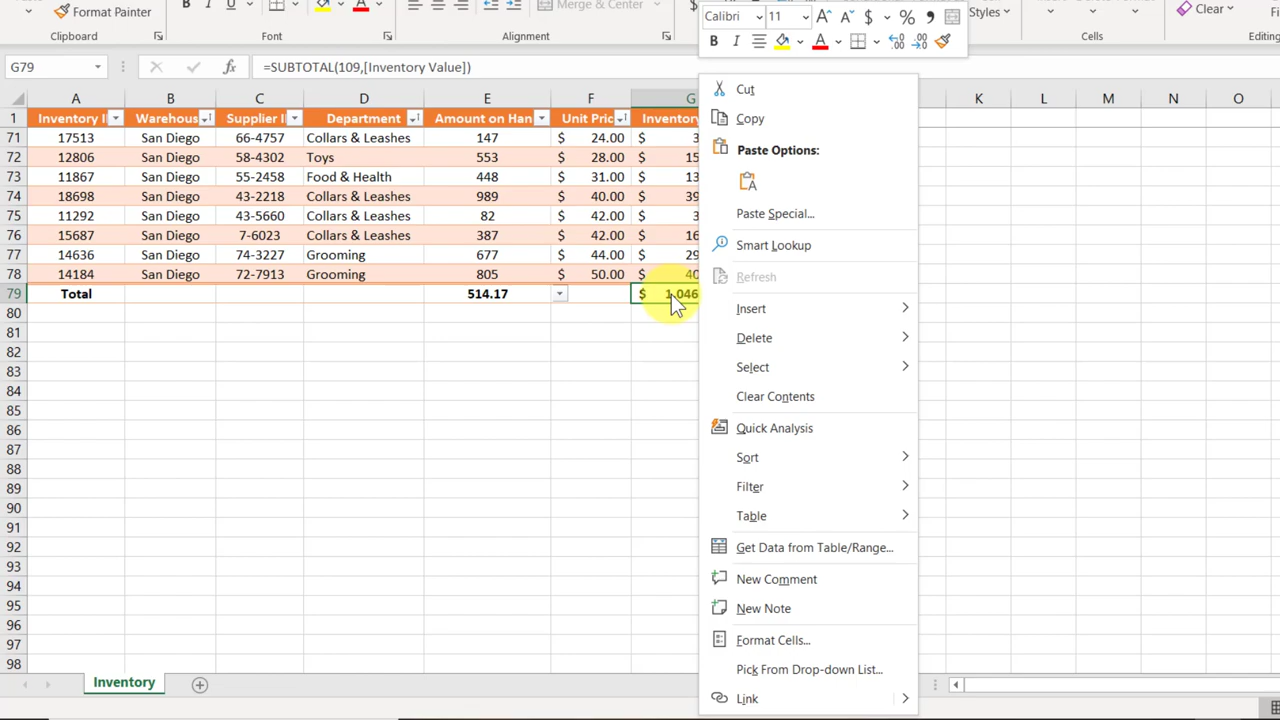 Format Painter
B I U
Merge & Center
$
Calibri 11 A A $ % ,
B I A
Styles
Clear
Clipboard Font Alignment Cells Editing
G79 fx =SUBTOTAL(109,[Inventory Value])
A B C D E F G K L M N O
1 Inventory I Warehous Supplier I Department Amount on Han Unit Pric Inventory
71 17513 San Diego 66-4757 Collars & Leashes 147 $ 24.00 $ 3
72 12806 San Diego 58-4302 Toys 553 $ 28.00 $ 15
73 11867 San Diego 55-2458 Food & Health 448 $ 31.00 $ 13
74 18698 San Diego 43-2218 Collars & Leashes 989 $ 40.00 $ 39
75 11292 San Diego 43-5660 Collars & Leashes 82 $ 42.00 $ 3
76 15687 San Diego 7-6023 Collars & Leashes 387 $ 42.00 $ 16
77 14636 San Diego 74-3227 Grooming 677 $ 44.00 $ 29
78 14184 San Diego 72-7913 Grooming 805 $ 50.00 $ 40
79 Total 514.17 $ 1,046
80
81
82
83
84
85
86
87
88
89
90
91
92
93
94
95
96
97
98
Cut
Copy
Paste Options:
Paste Special...
Smart Lookup
Refresh
Insert
Delete
Select
Clear Contents
Quick Analysis
Sort
Filter
Table
Get Data from Table/Range...
New Comment
New Note
Format Cells...
Pick From Drop-down List...
Link
Inventory